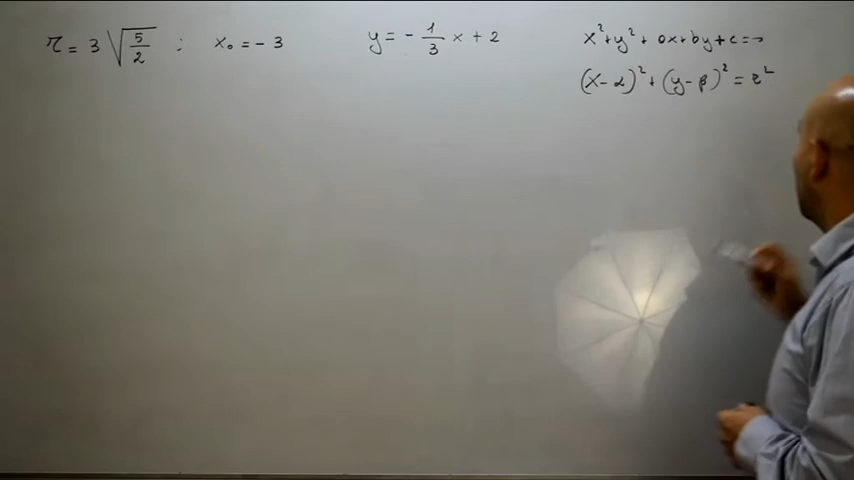 r = 3 √(5/2) ; x₀ = - 3 y = - 1/3 x + 2 x² + y² + ax + by + c = 0
(x - α)² + (y - β)² = r²